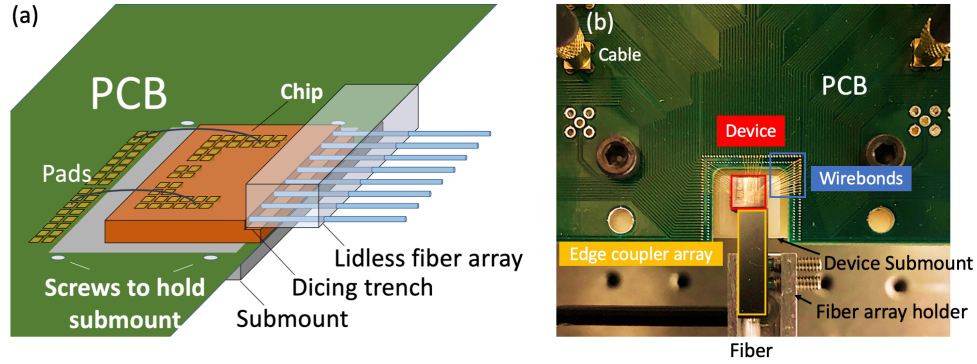 (a)
PCB
Chip
Pads
Lidless fiber array
Dicing trench
Screws to hold
submount
Submount
(b)
Cable
PCB
Device
Wirebonds
Edge coupler array
Device Submount
Fiber array holder
Fiber